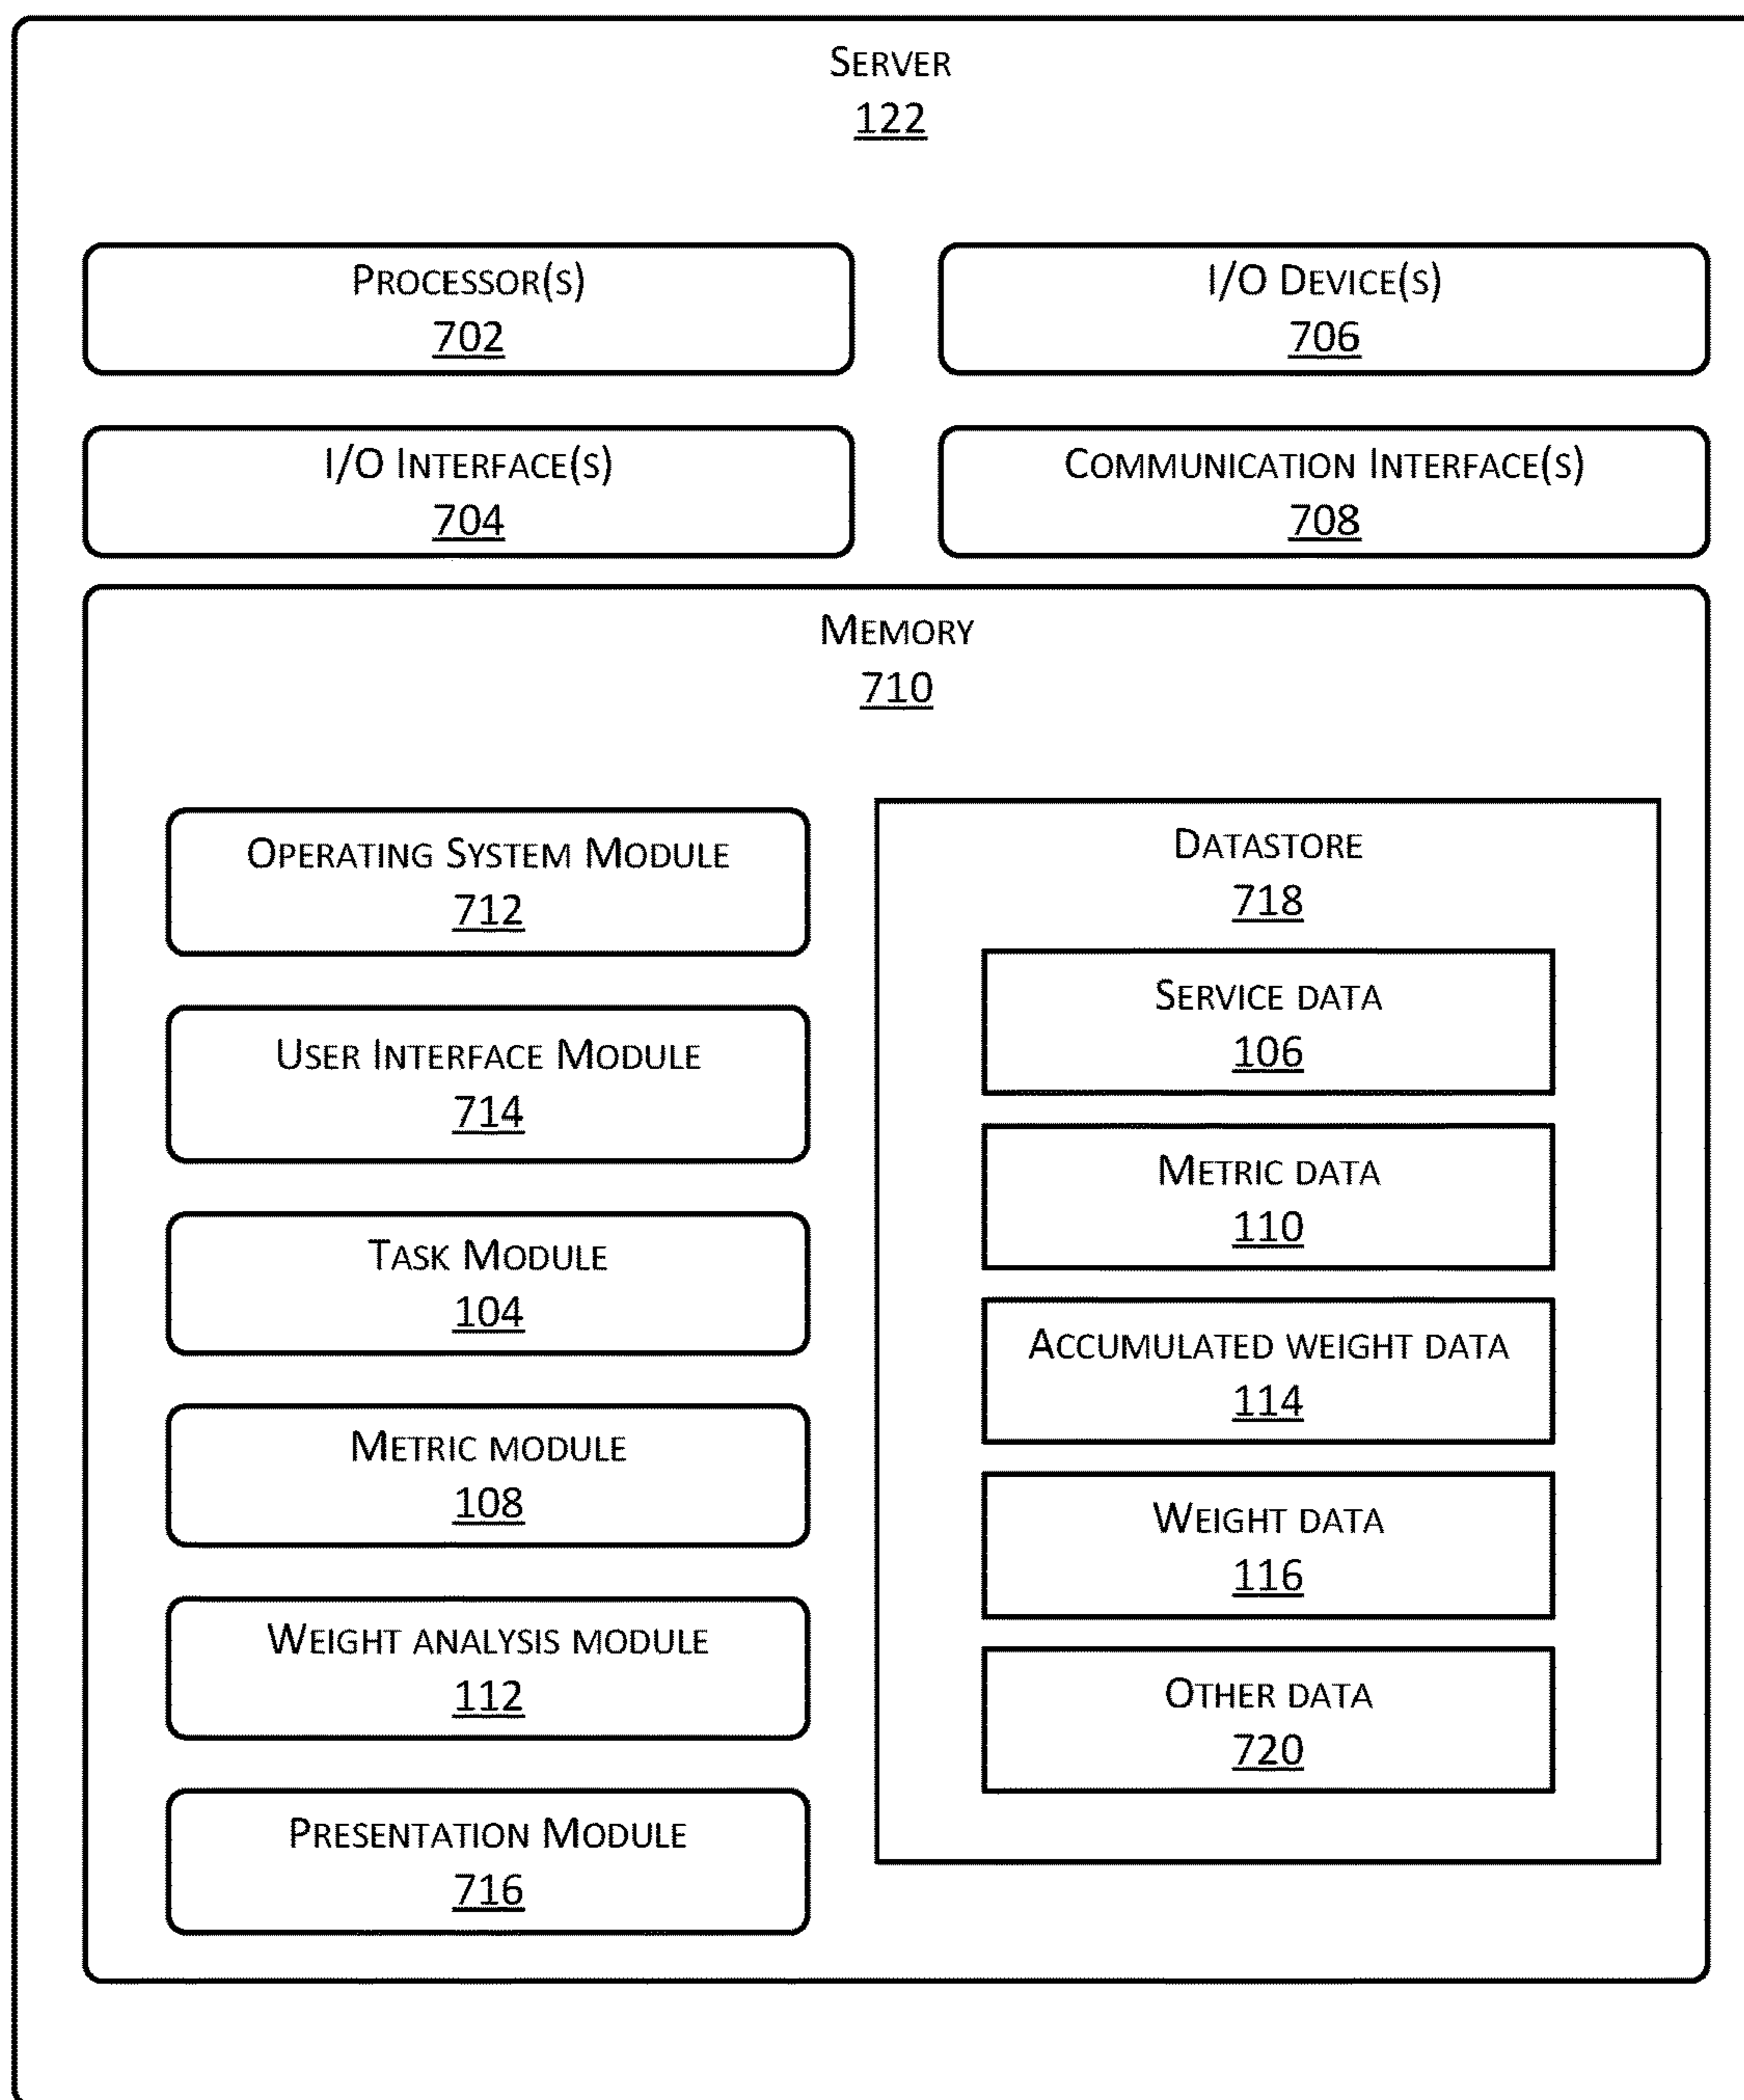 SERVER
122
PROCESSOR(S)
702
I/O DEVICE(S)
706
I/O INTERFACE(S)
704
COMMUNICATION INTERFACE(S)
708
MEMORY
710
OPERATING SYSTEM MODULE
712
USER INTERFACE MODULE
714
TASK MODULE
104
METRIC MODULE
108
WEIGHT ANALYSIS MODULE
112
PRESENTATION MODULE
716
DATASTORE
718
SERVICE DATA
106
METRIC DATA
110
ACCUMULATED WEIGHT DATA
114
WEIGHT DATA
116
OTHER DATA
720